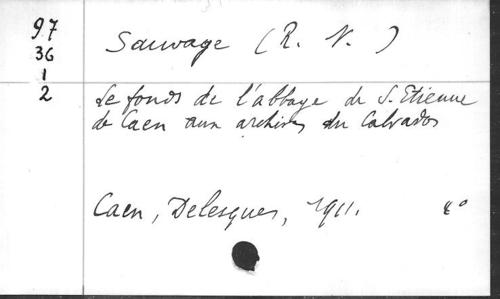 97
36
1
2
Sauvage (R. N.)
Le fonds de l'abbaye de S. Etienne
de Caen aux archives du Calvados
Caen, Delesques, 1911. 8°